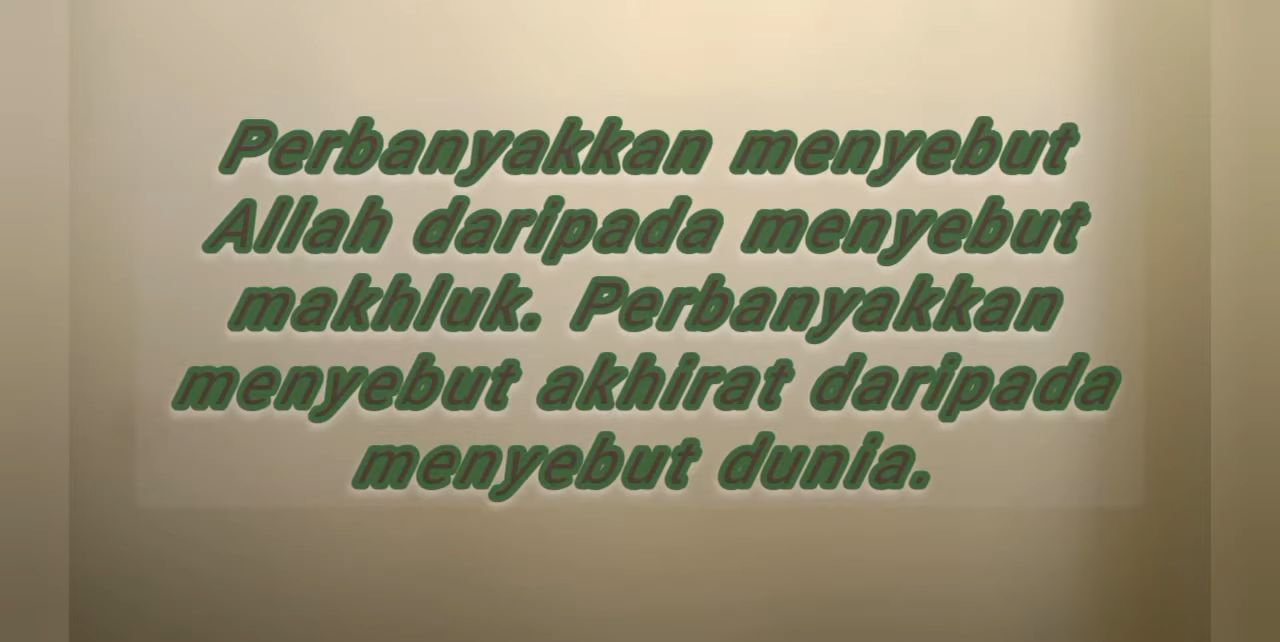 Perbanyakkan menyebut
Allah daripada menyebut
makhluk. Perbanyakkan
menyebut akhirat daripada
menyebut dunia.